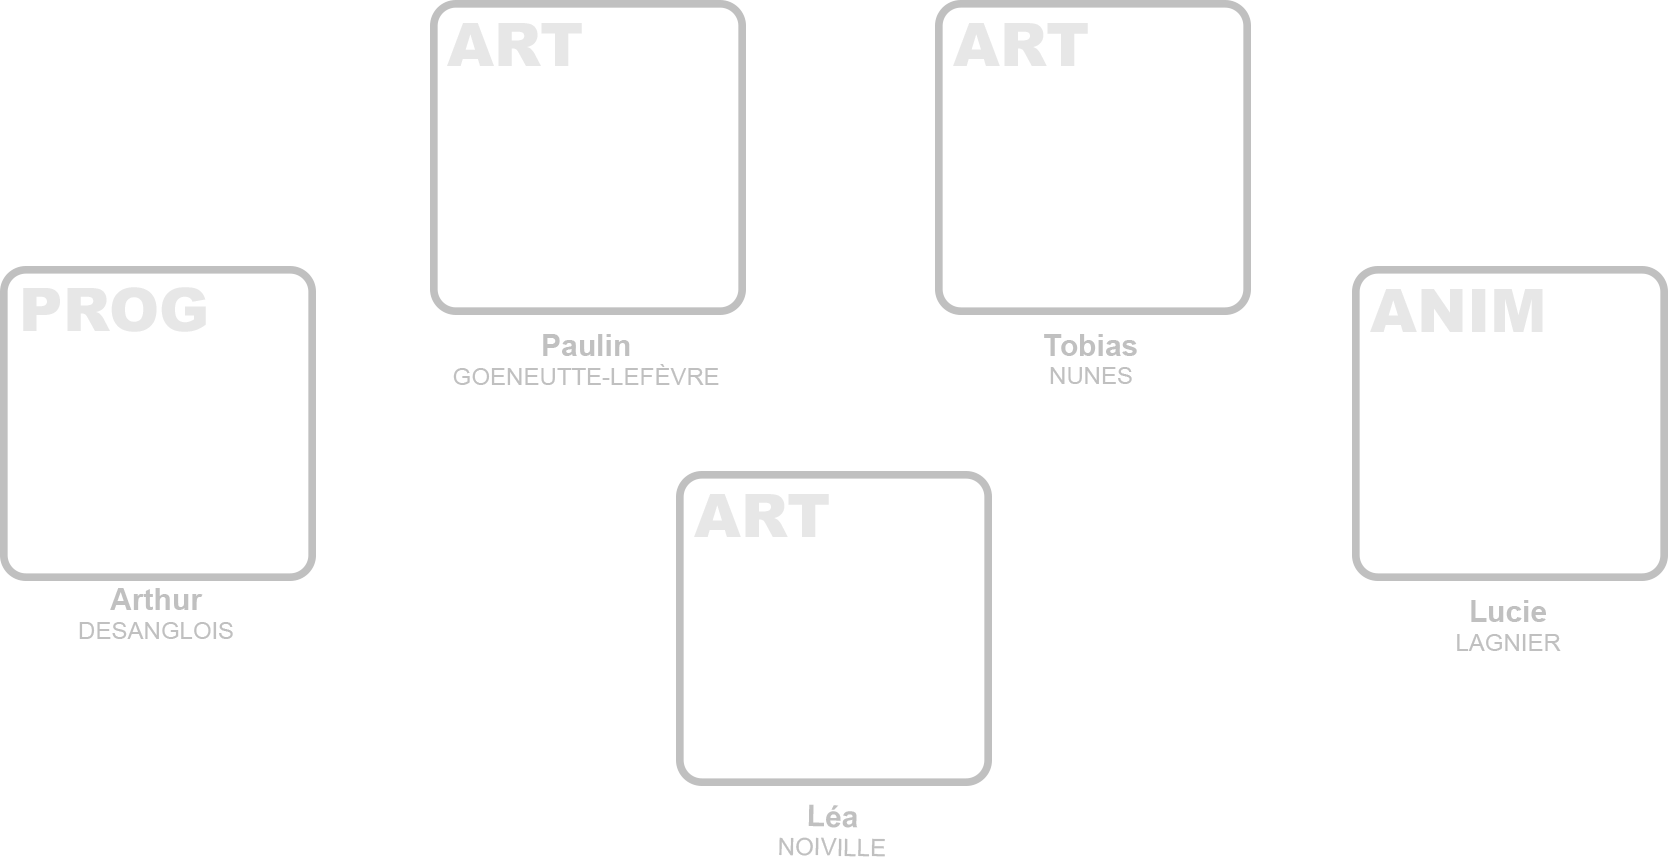 ART
Paulin
GOENEUTTE-LEFÈVRE
ART
Tobias
NUNES
PROG
Arthur
DESANGLOIS
ANIM
Lucie
LAGNIER
ART
Léa
NOIVILLE